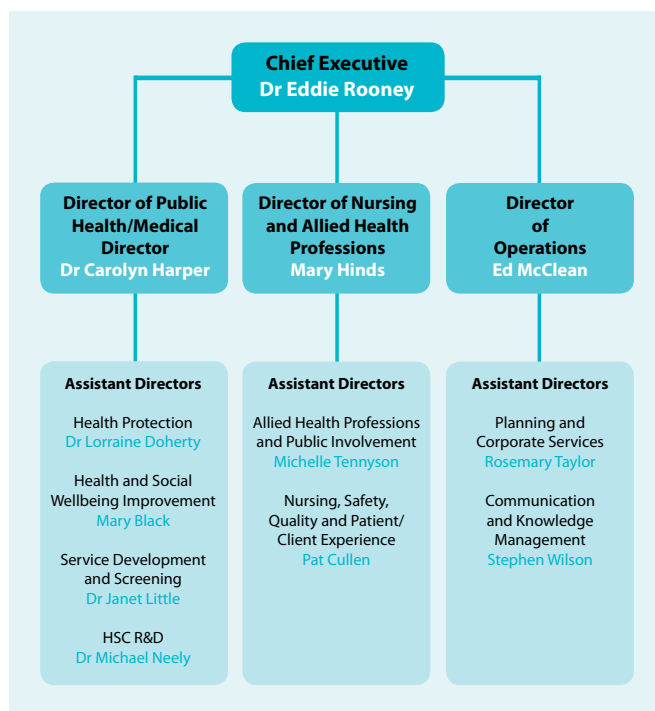 Chief Executive
Dr Eddie Rooney
Director of Public
Health/Medical
Director
Dr Carolyn Harper
Director of Nursing
and Allied Health
Professions
Mary Hinds
Director
of
Operations
Ed McClean
Assistant Directors
Health Protection
Dr Lorraine Doherty
Health and Social
Wellbeing Improvement
Mary Black
Service Development
and Screening
Dr Janet Little
HSC R&D
Dr Michael Neely
Assistant Directors
Allied Health Professions
and Public Involvement
Michelle Tennyson
Nursing, Safety,
Quality and Patient/
Client Experience
Pat Cullen
Assistant Directors
Planning and
Corporate Services
Rosemary Taylor
Communication
and Knowledge
Management
Stephen Wilson